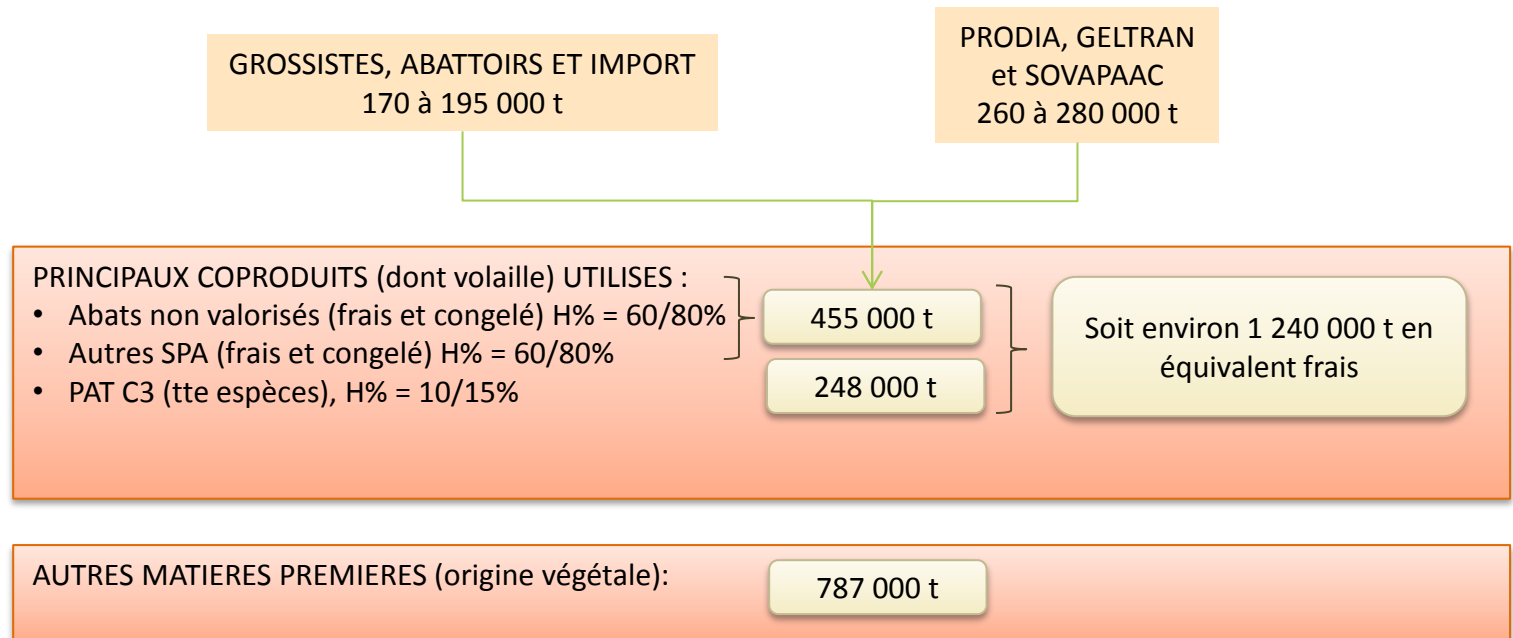 GROSSISTES, ABATTOIRS ET IMPORT
170 à 195 000 t
PRODIA, GELTRAN
et SOVAPAAC
260 à 280 000 t
PRINCIPAUX COPRODUITS (dont volaille) UTILISES :
• Abats non valorisés (frais et congelé) H% = 60/80%
• Autres SPA (frais et congelé) H% = 60/80%
• PAT C3 (tte espèces), H% = 10/15%
455 000 t
248 000 t
Soit environ 1 240 000 t en
équivalent frais
AUTRES MATIERES PREMIERES (origine végétale):
787 000 t